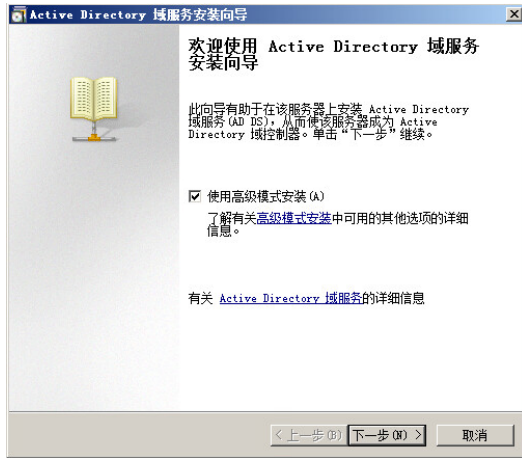 Active Directory 域服务安装向导
欢迎使用 Active Directory 域服务
安装向导
此向导有助于在该服务器上安装 Active Directory
域服务(AD DS)，从而使该服务器成为 Active
Directory 域控制器。单击“下一步”继续。
使用高级模式安装(A)
了解有关高级模式安装中可用的其他选项的详细
信息。
有关 Active Directory 域服务的详细信息
< 上一步(B) 下一步(N) > 取消